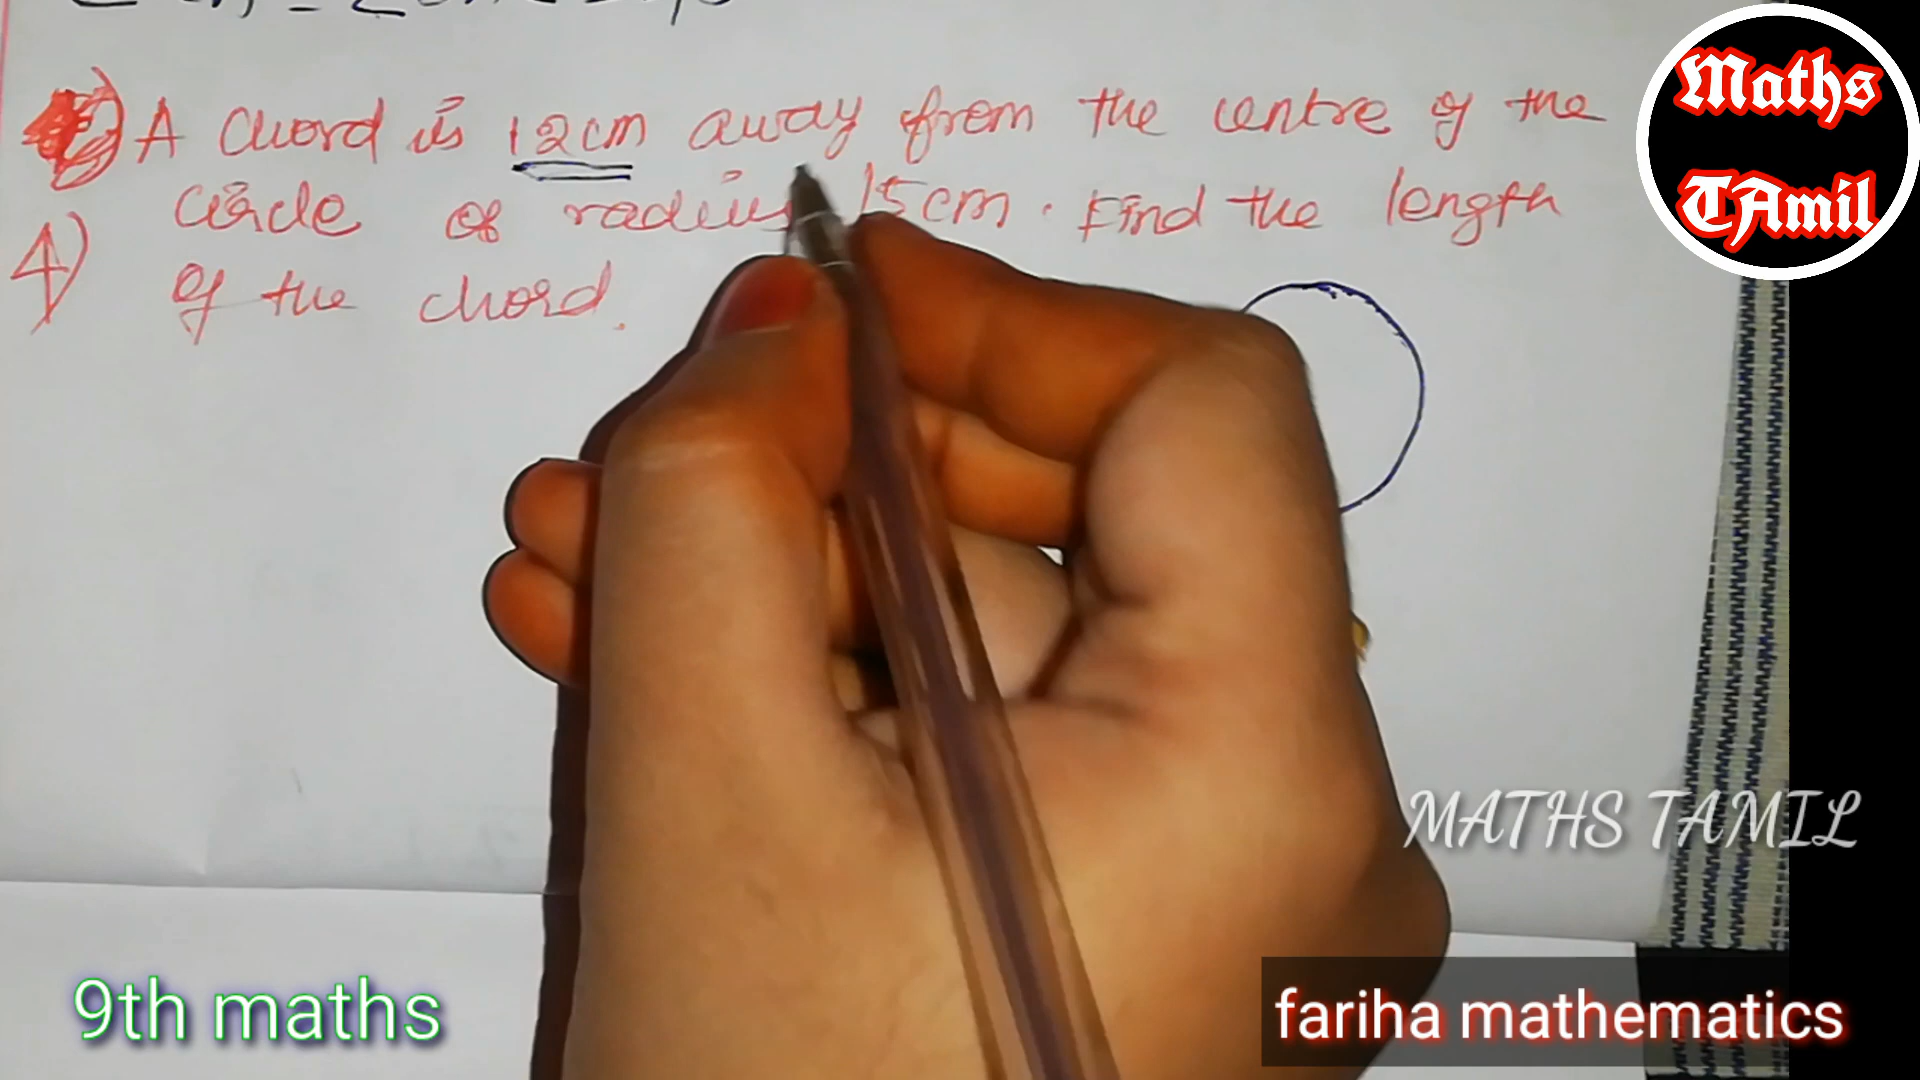 A chord is 12cm away from the centre of the
circle of radius 15cm. Find the length
4) of the chord.
Maths
TAmil
MATHS TAMIL
9th maths
fariha mathematics